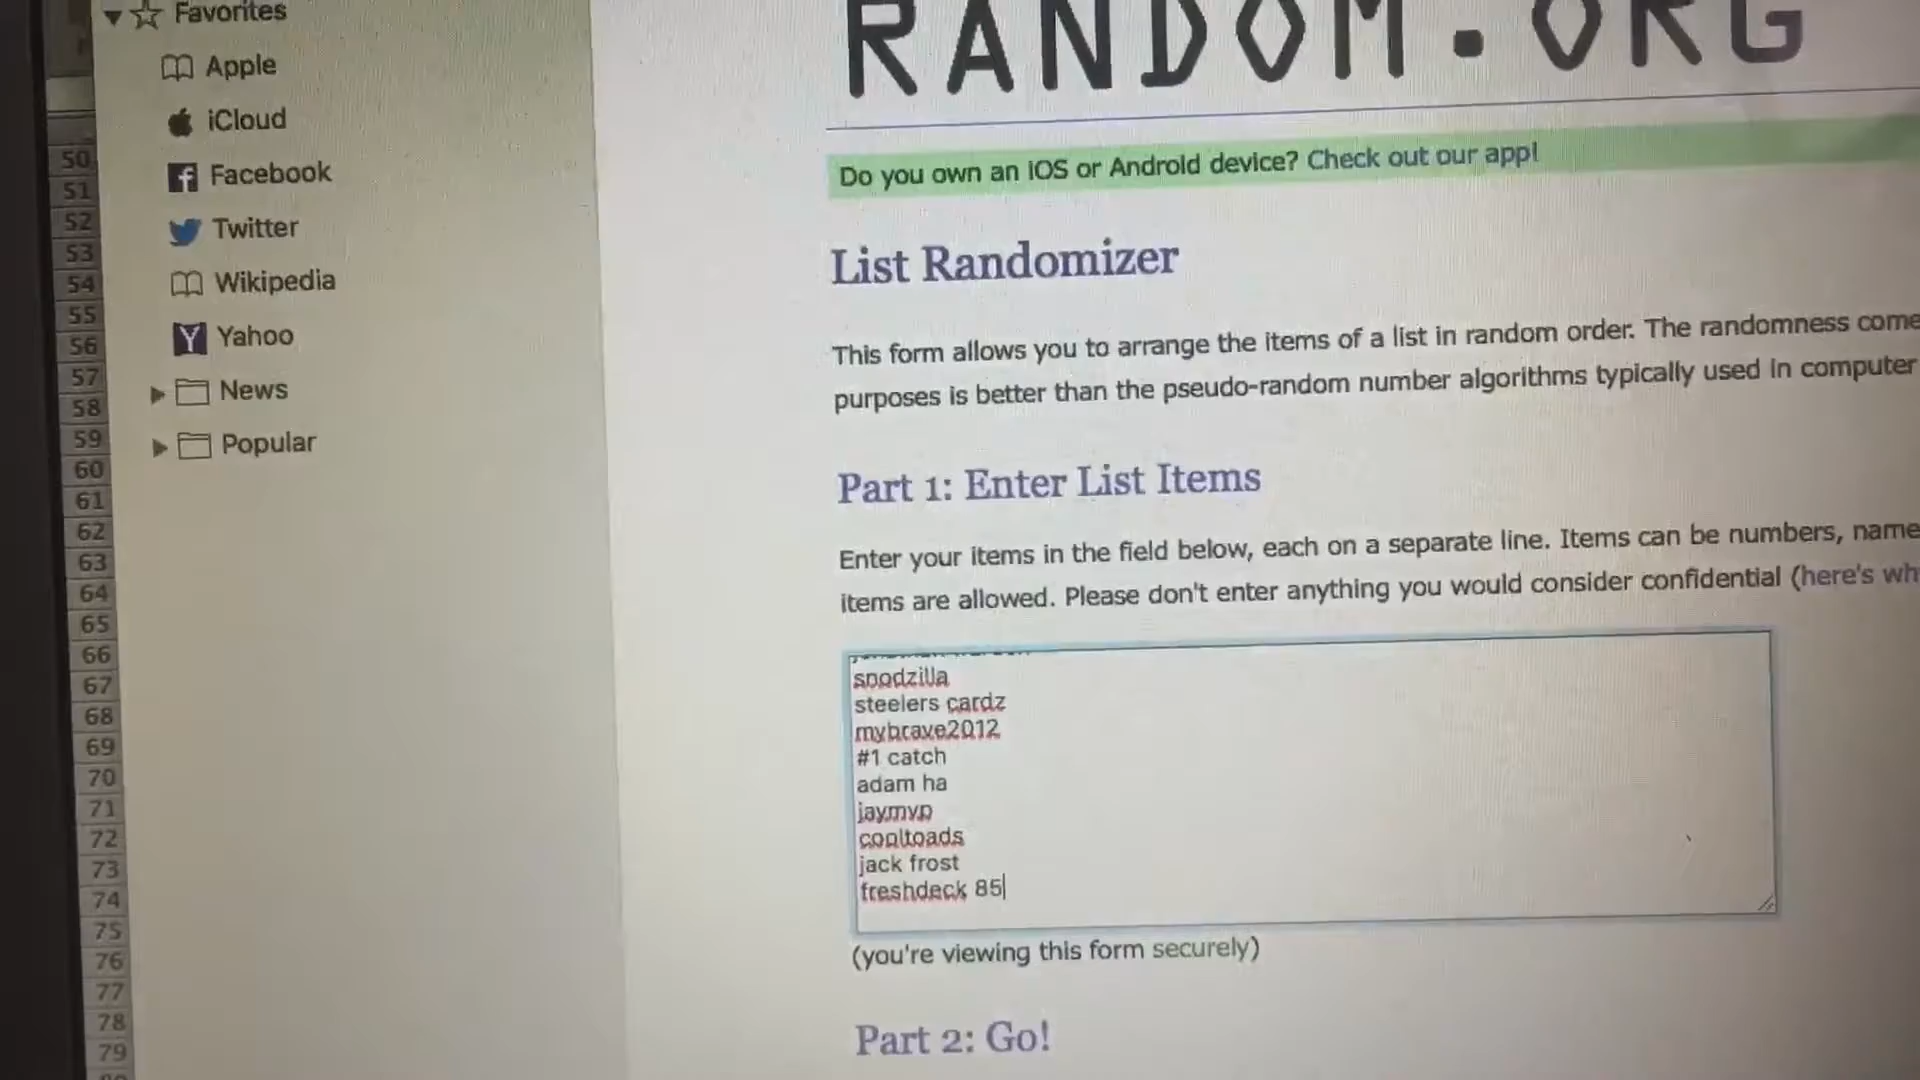 Favorites
Apple
iCloud
Facebook
Twitter
Wikipedia
Yahoo
News
Popular
50
51
52
53
54
55
56
57
58
59
60
61
62
63
64
65
66
67
68
69
70
71
72
73
74
75
76
77
78
79
RANDOM.ORG
Do you own an iOS or Android device? Check out our app!
List Randomizer
This form allows you to arrange the items of a list in random order. The randomness come
purposes is better than the pseudo-random number algorithms typically used in computer
Part 1: Enter List Items
Enter your items in the field below, each on a separate line. Items can be numbers, name
items are allowed. Please don't enter anything you would consider confidential (here's wh
spodzilla
steelers cardz
mybrave2012
#1 catch
adam ha
jaymvp
cooltoads
jack frost
freshdeck 85
(you're viewing this form securely)
Part 2: Go!